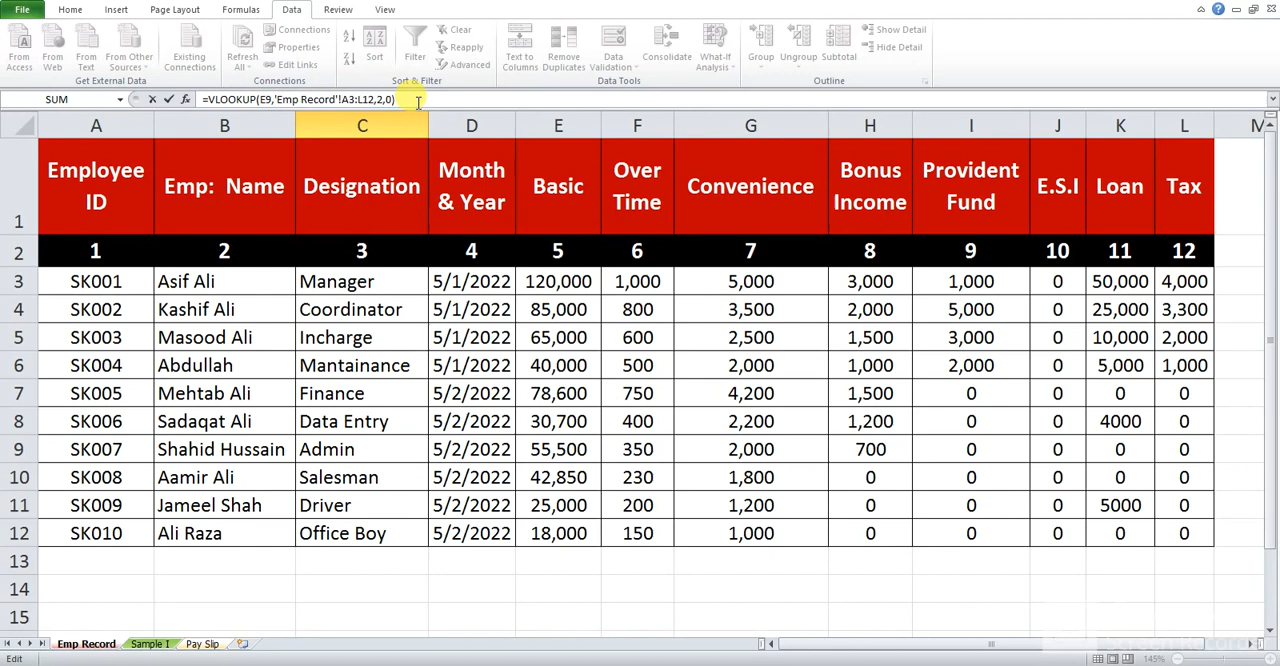 File Home Insert Page Layout Formulas Data Review View
From Access From Web From Text From Other Sources Existing Connections Refresh All Connections Properties Edit Links Sort Filter Clear Reapply Advanced Text to Columns Remove Duplicates Data Validation Consolidate What-If Analysis Group Ungroup Subtotal Show Detail Hide Detail
Get External Data Connections Sort & Filter Data Tools Outline
SUM fx =VLOOKUP(E9,'Emp Record'!A3:L12,2,0)
A B C D E F G H I J K L M
1 Employee ID Emp: Name Designation Month & Year Basic Over Time Convenience Bonus Income Provident Fund E.S.I Loan Tax
2 1 2 3 4 5 6 7 8 9 10 11 12
3 SK001 Asif Ali Manager 5/1/2022 120,000 1,000 5,000 3,000 1,000 0 50,000 4,000
4 SK002 Kashif Ali Coordinator 5/1/2022 85,000 800 3,500 2,000 5,000 0 25,000 3,300
5 SK003 Masood Ali Incharge 5/1/2022 65,000 600 2,500 1,500 3,000 0 10,000 2,000
6 SK004 Abdullah Mantainance 5/1/2022 40,000 500 2,000 1,000 2,000 0 5,000 1,000
7 SK005 Mehtab Ali Finance 5/2/2022 78,600 750 4,200 1,500 0 0 0 0
8 SK006 Sadaqat Ali Data Entry 5/2/2022 30,700 400 2,200 1,200 0 0 4000 0
9 SK007 Shahid Hussain Admin 5/2/2022 55,500 350 2,000 700 0 0 0 0
10 SK008 Aamir Ali Salesman 5/2/2022 42,850 230 1,800 0 0 0 0 0
11 SK009 Jameel Shah Driver 5/2/2022 25,000 200 1,200 0 0 0 5000 0
12 SK010 Ali Raza Office Boy 5/2/2022 18,000 150 1,000 0 0 0 0 0
13
14
15
Emp Record Sample I Pay Slip
Edit 145%